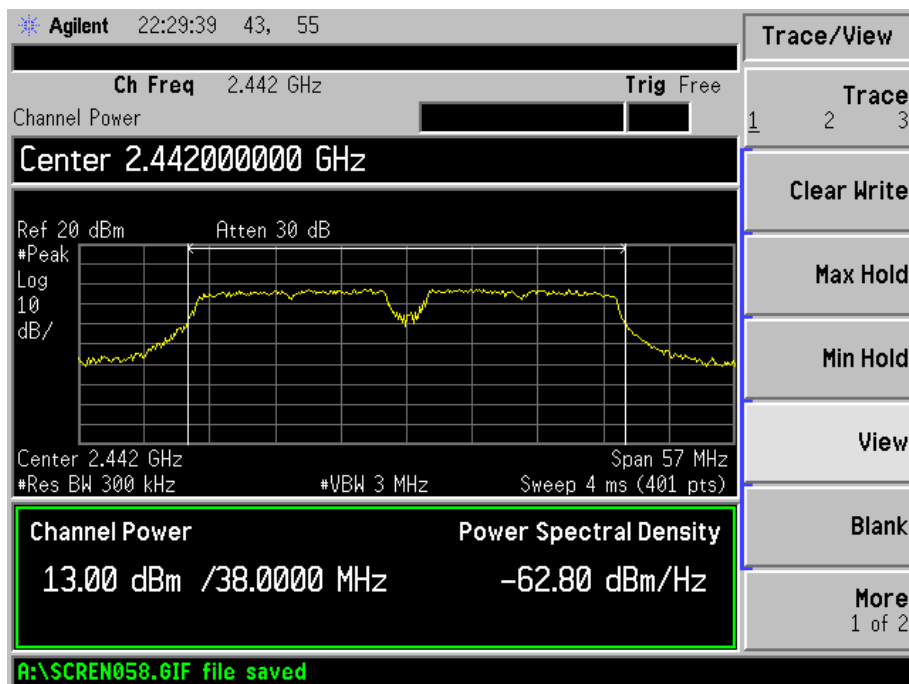 Agilent 22:29:39 43, 55
Trace/View
Ch Freq 2.442 GHz Trig Free
Channel Power
Trace
1 2 3
Center 2.442000000 GHz
Clear Write
Ref 20 dBm Atten 30 dB
#Peak
Log
10
dB/
Max Hold
Min Hold
View
Center 2.442 GHz Span 57 MHz
#Res BW 300 kHz #VBW 3 MHz Sweep 4 ms (401 pts)
Channel Power Power Spectral Density
Blank
13.00 dBm /38.0000 MHz -62.80 dBm/Hz
More
1 of 2
A:\SCREN058.GIF file saved